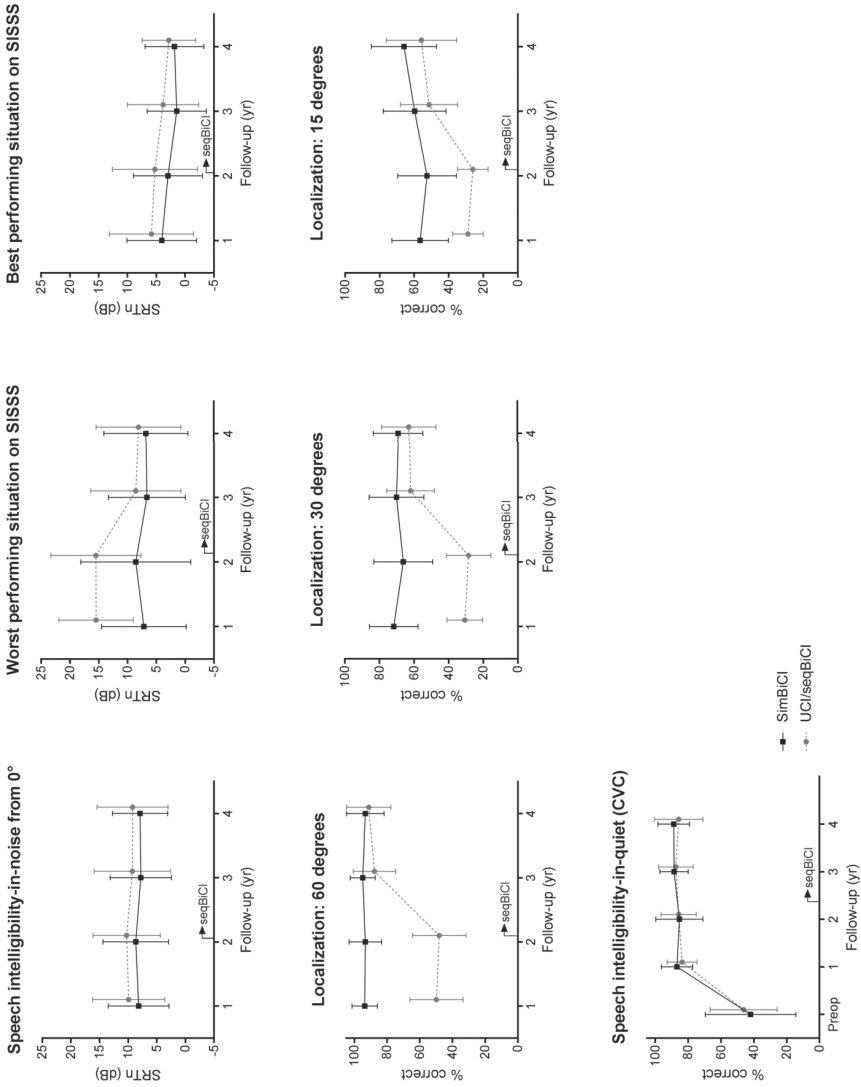 Speech intelligibility-in-noise from 0°
25
20
15
10
5
0
-5
SRTn (dB)
1 2 3 4
seqBiCI
Follow-up (yr)
Worst performing situation on SISSS
25
20
15
10
5
0
-5
SRTn (dB)
1 2 3 4
seqBiCI
Follow-up (yr)
Best performing situation on SISSS
25
20
15
10
5
0
-5
SRTn (dB)
1 2 3 4
seqBiCI
Follow-up (yr)
Localization: 60 degrees
100
80
60
40
20
0
% correct
1 2 3 4
seqBiCI
Follow-up (yr)
Localization: 30 degrees
100
80
60
40
20
0
% correct
1 2 3 4
seqBiCI
Follow-up (yr)
Localization: 15 degrees
100
80
60
40
20
0
% correct
1 2 3 4
seqBiCI
Follow-up (yr)
Speech intelligibility-in-quiet (CVC)
100
80
60
40
20
0
% correct
Preop 1 2 3 4
seqBiCI
Follow-up (yr)
SimBiCI
UCI/seqBiCI